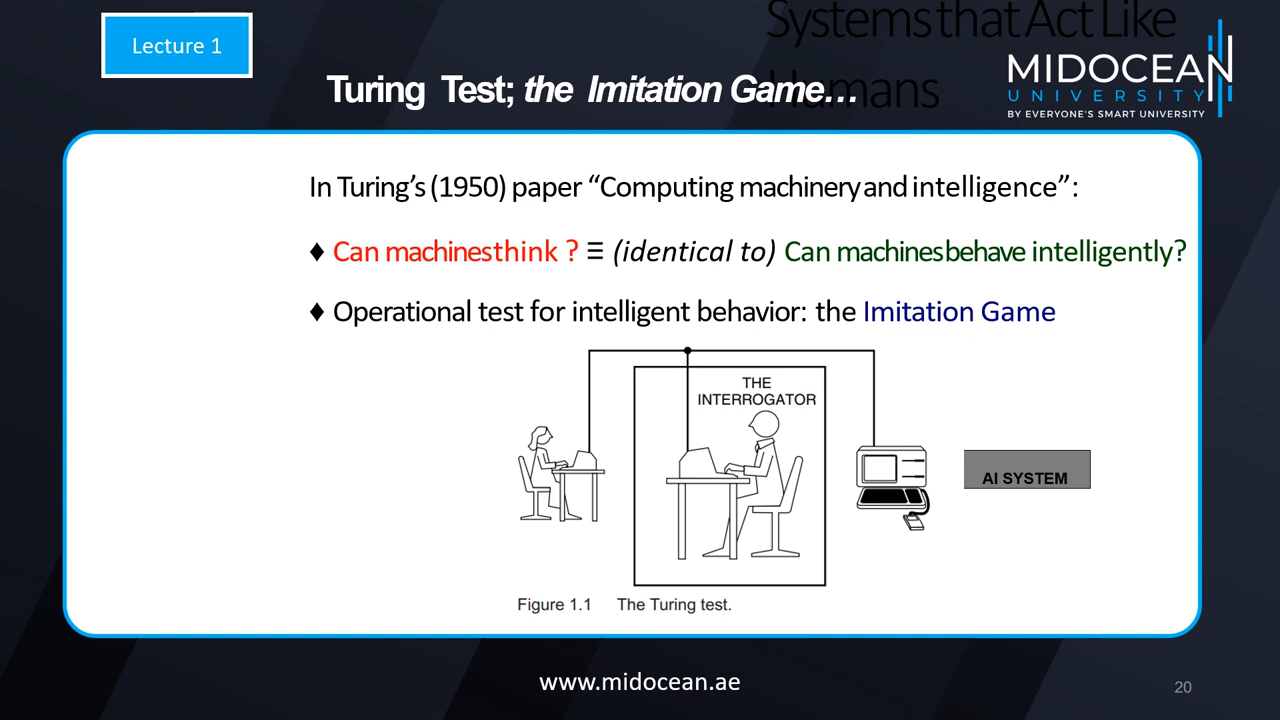 Systems that Act Like
Humans
Lecture 1
Turing Test; the Imitation Game…
MIDOCEAN
UNIVERSITY
BY EVERYONE'S SMART UNIVERSITY
In Turing's (1950) paper “Computing machinery and intelligence”:
♦ Can machines think ? ≡ (identical to) Can machines behave intelligently?
♦ Operational test for intelligent behavior: the Imitation Game
THE
INTERROGATOR
AI SYSTEM
Figure 1.1 The Turing test.
www.midocean.ae
20